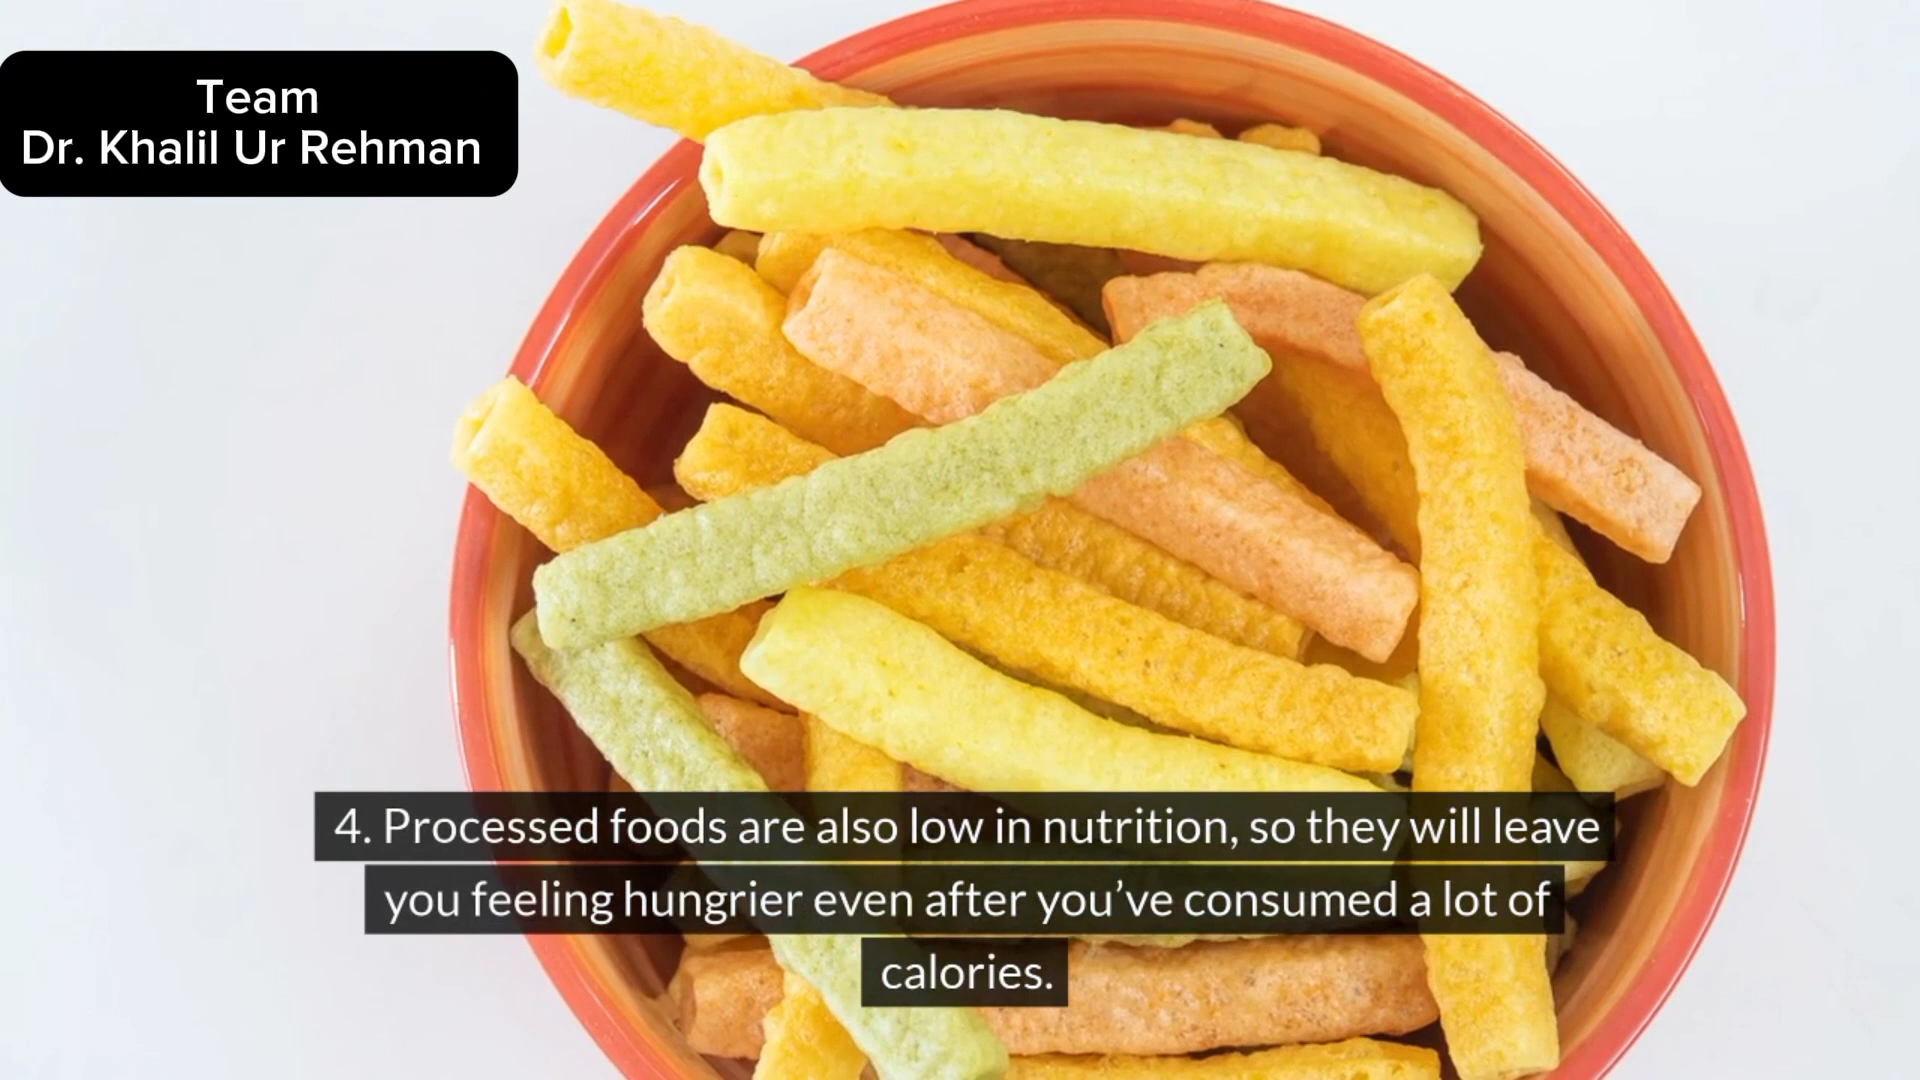 Team
Dr. Khalil Ur Rehman
4. Processed foods are also low in nutrition, so they will leave
you feeling hungrier even after you’ve consumed a lot of
calories.